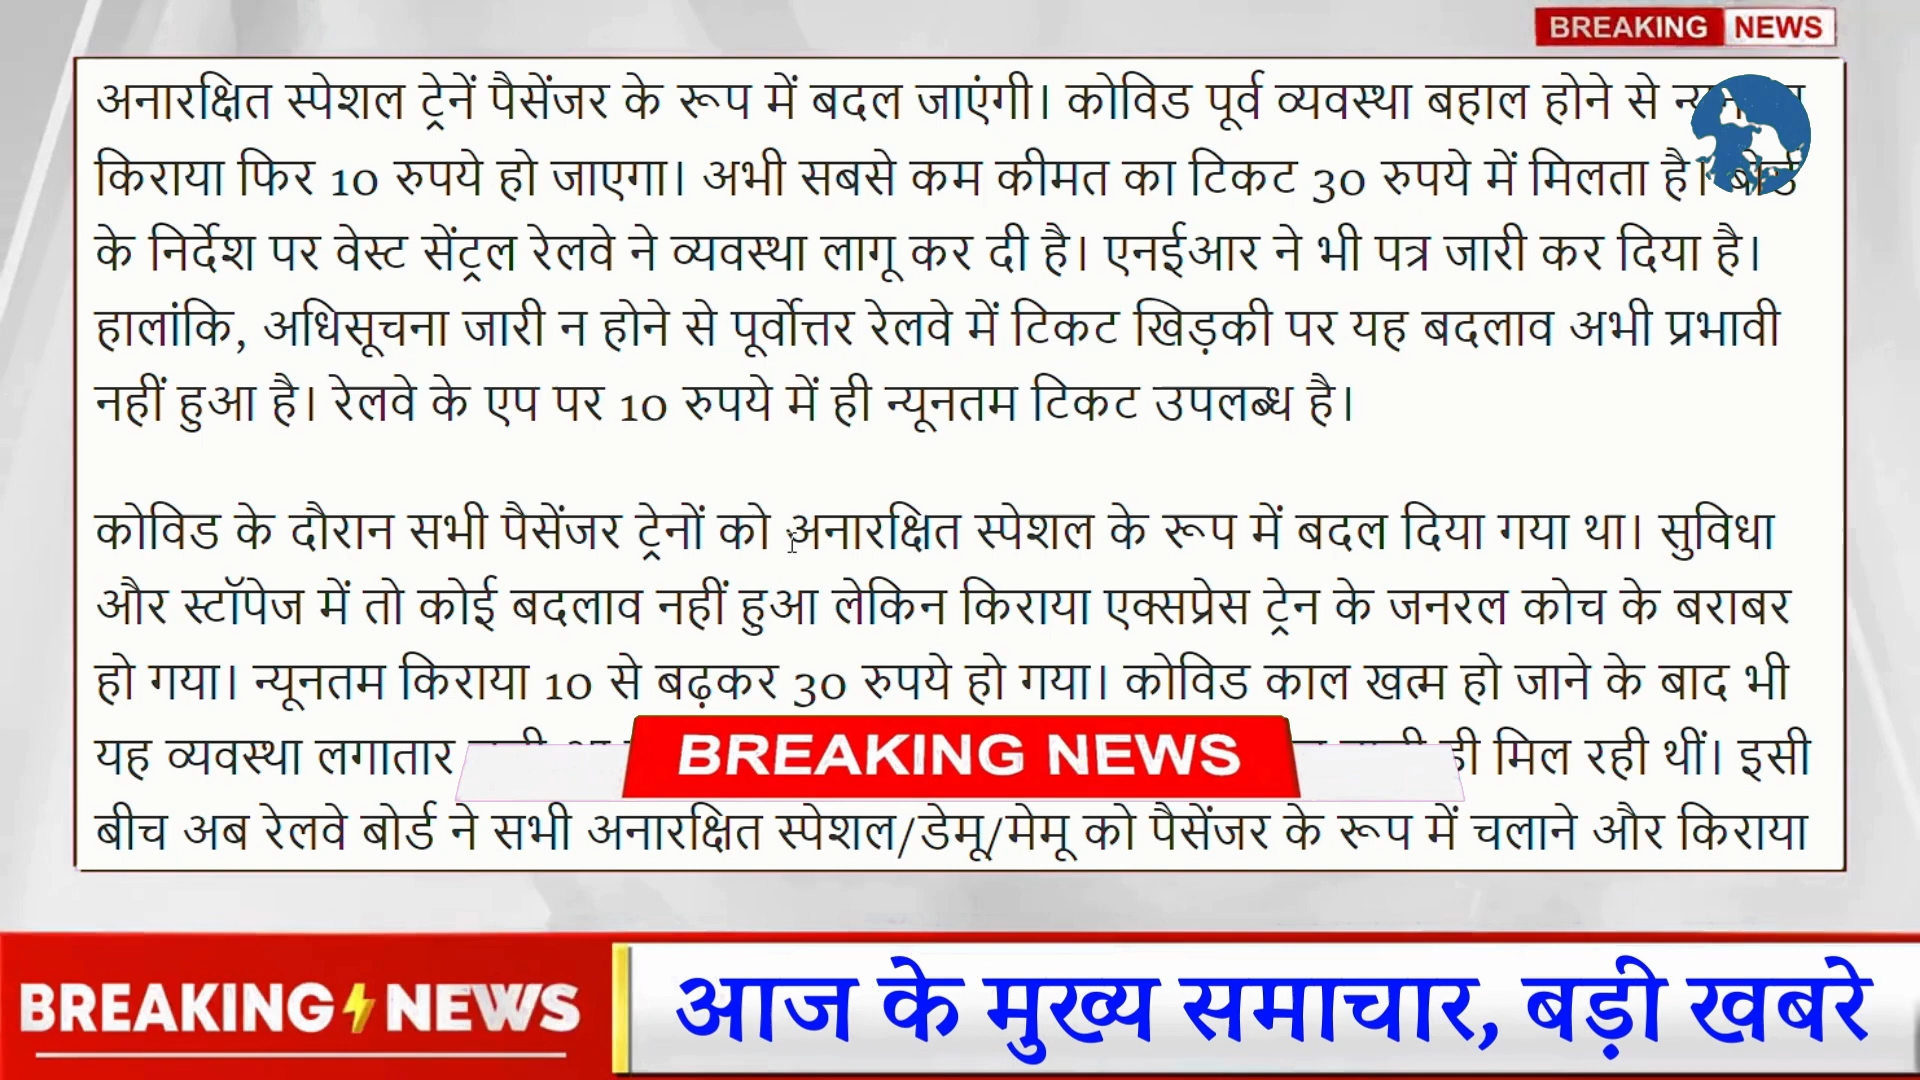 BREAKING NEWS
अनारक्षित स्पेशल ट्रेनें पैसेंजर के रूप में बदल जाएंगी। कोविड पूर्व व्यवस्था बहाल होने से
किराया फिर 10 रुपये हो जाएगा। अभी सबसे कम कीमत का टिकट 30 रुपये में मिलता है। बोर्ड
के निर्देश पर वेस्ट सेंट्रल रेलवे ने व्यवस्था लागू कर दी है। एनईआर ने भी पत्र जारी कर दिया है।
हालांकि, अधिसूचना जारी न होने से पूर्वोत्तर रेलवे में टिकट खिड़की पर यह बदलाव अभी प्रभावी
नहीं हुआ है। रेलवे के एप पर 10 रुपये में ही न्यूनतम टिकट उपलब्ध है।
कोविड के दौरान सभी पैसेंजर ट्रेनों को अनारक्षित स्पेशल के रूप में बदल दिया गया था। सुविधा
और स्टॉपेज में तो कोई बदलाव नहीं हुआ लेकिन किराया एक्सप्रेस ट्रेन के जनरल कोच के बराबर
हो गया। न्यूनतम किराया 10 से बढ़कर 30 रुपये हो गया। कोविड काल खत्म हो जाने के बाद भी
यह व्यवस्था लगातार ही मिल रही थीं। इसी
BREAKING NEWS
बीच अब रेलवे बोर्ड ने सभी अनारक्षित स्पेशल/डेमू/मेमू को पैसेंजर के रूप में चलाने और किराया
BREAKING NEWS
आज के मुख्य समाचार, बड़ी खबरे